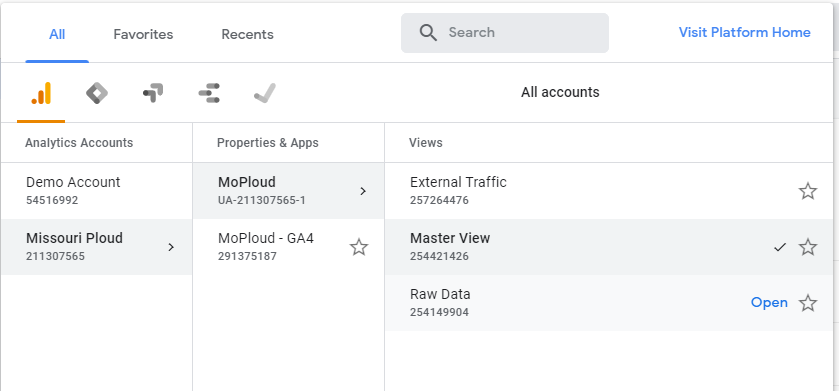 All Favorites Recents Search Visit Platform Home
All accounts
Analytics Accounts Properties & Apps Views
Demo Account
54516992
Missouri Ploud
211307565
MoPloud
UA-211307565-1
MoPloud - GA4
291375187
External Traffic
257264476
Master View
254421426
Raw Data
254149904
Open